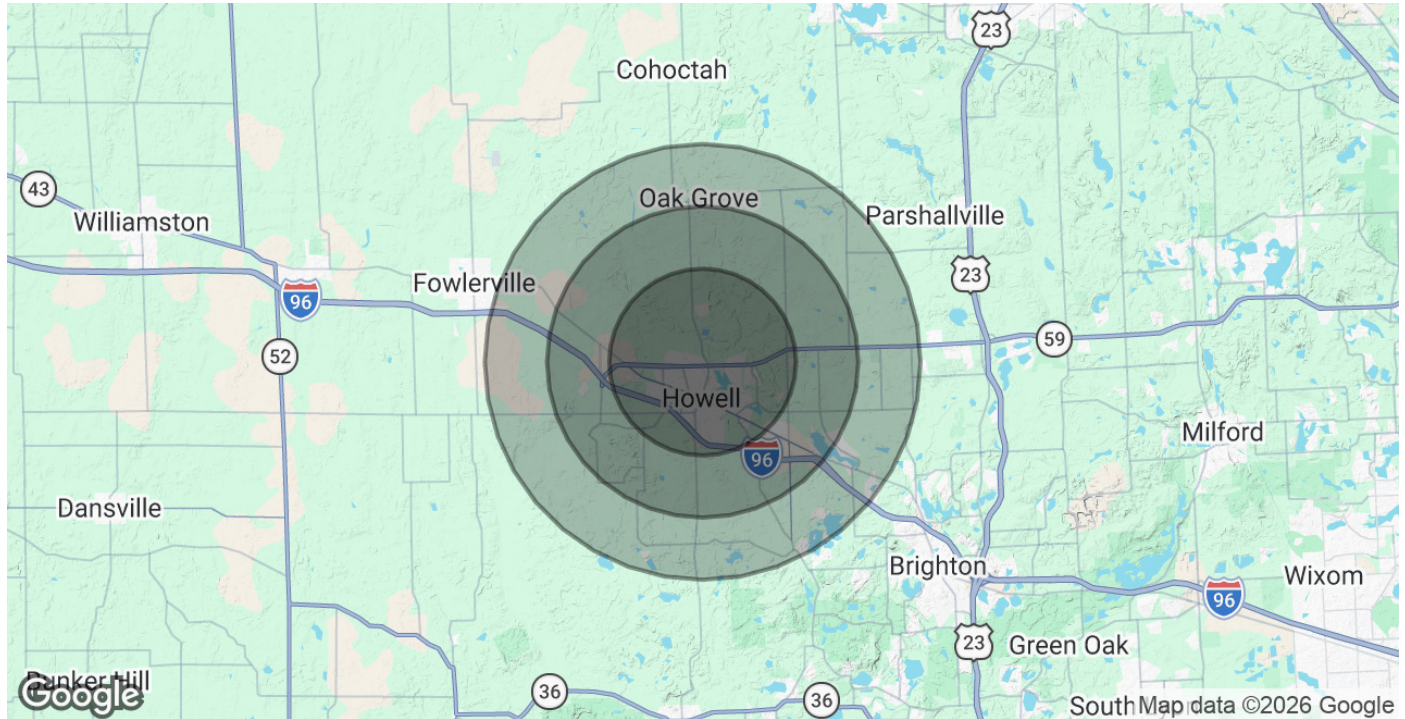 23
Cohoctah
43
Oak Grove
Williamston
Parshallville
23
Fowlerville
96
59
52
Howell
Milford
96
Dansville
Brighton
Wixom
96
23
Green Oak
Bunker Hill
36
36
Google
South
Map data ©2026 Google